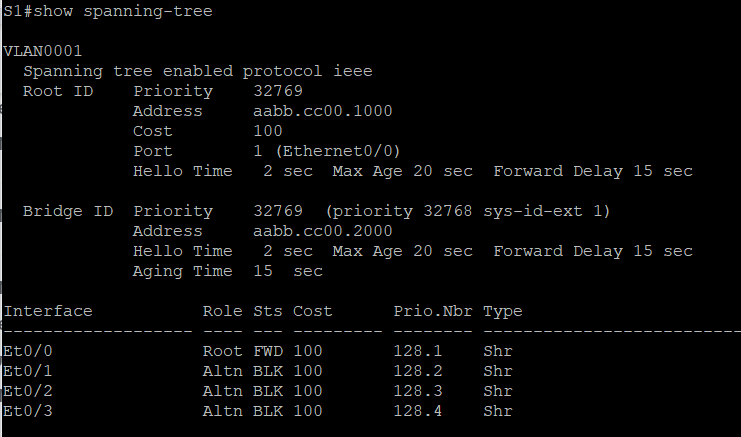 S1#show spanning-tree
VLAN0001
  Spanning tree enabled protocol ieee
  Root ID    Priority    32769
             Address     aabb.cc00.1000
             Cost        100
             Port        1 (Ethernet0/0)
             Hello Time   2 sec  Max Age 20 sec  Forward Delay 15 sec
  Bridge ID  Priority    32769  (priority 32768 sys-id-ext 1)
             Address     aabb.cc00.2000
             Hello Time   2 sec  Max Age 20 sec  Forward Delay 15 sec
             Aging Time  15  sec
Interface           Role Sts Cost      Prio.Nbr Type
------------------- ---- --- --------- -------- --------------------------
Et0/0               Root FWD 100       128.1    Shr
Et0/1               Altn BLK 100       128.2    Shr
Et0/2               Altn BLK 100       128.3    Shr
Et0/3               Altn BLK 100       128.4    Shr